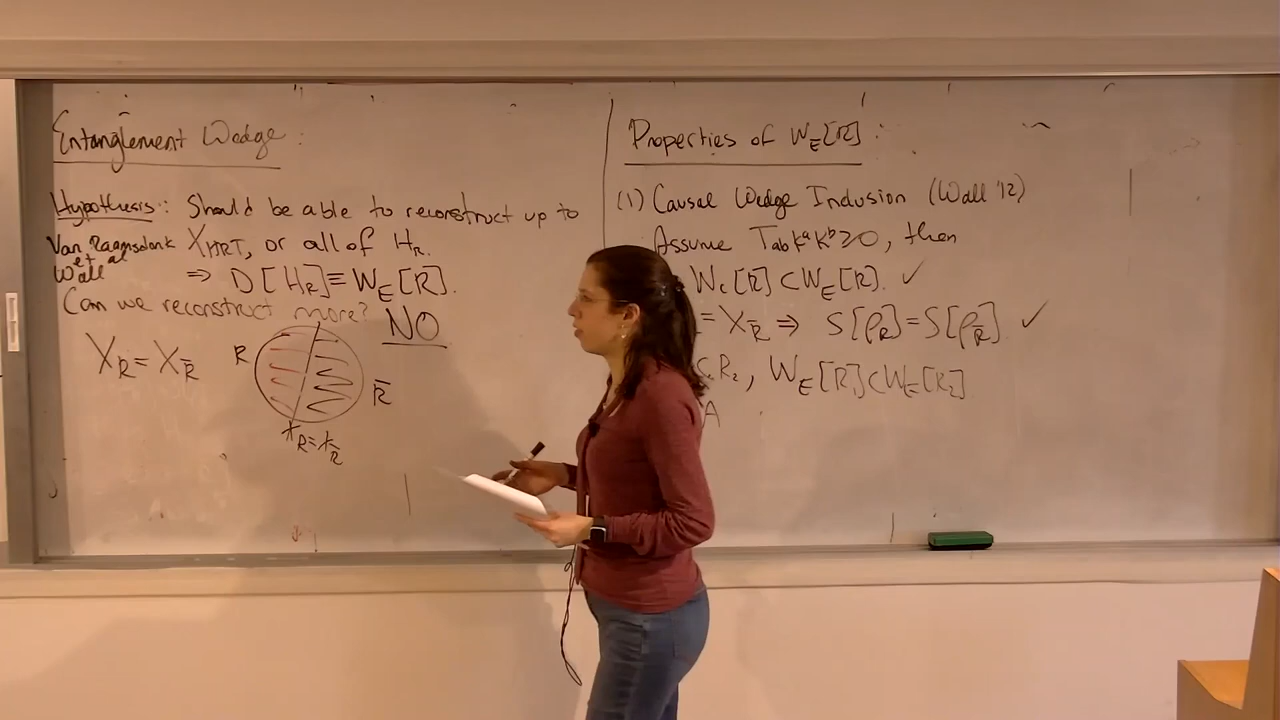 Entanglement Wedge :
Hypothesis : Should be able to reconstruct up to
Van Raamsdonk et al Wall
X_HRT, or all of H_R.
⇒ D[H_R] ≡ W_E[R].
Can we reconstruct more? NO
X_R = X_R̄
R
R̄
X_R = X_R̄
Properties of W_E[R] :
(1) Causal Wedge Inclusion (Wall '12)
Assume T_ab k^a k^b ≥ 0, then
W_C[R] ⊂ W_E[R]. ✓
= X_R̄ ⇒ S[ρ_R] = S[ρ_R̄] ✓
⊂ R_2, W_E[R] ⊂ W_E[R_2]
A